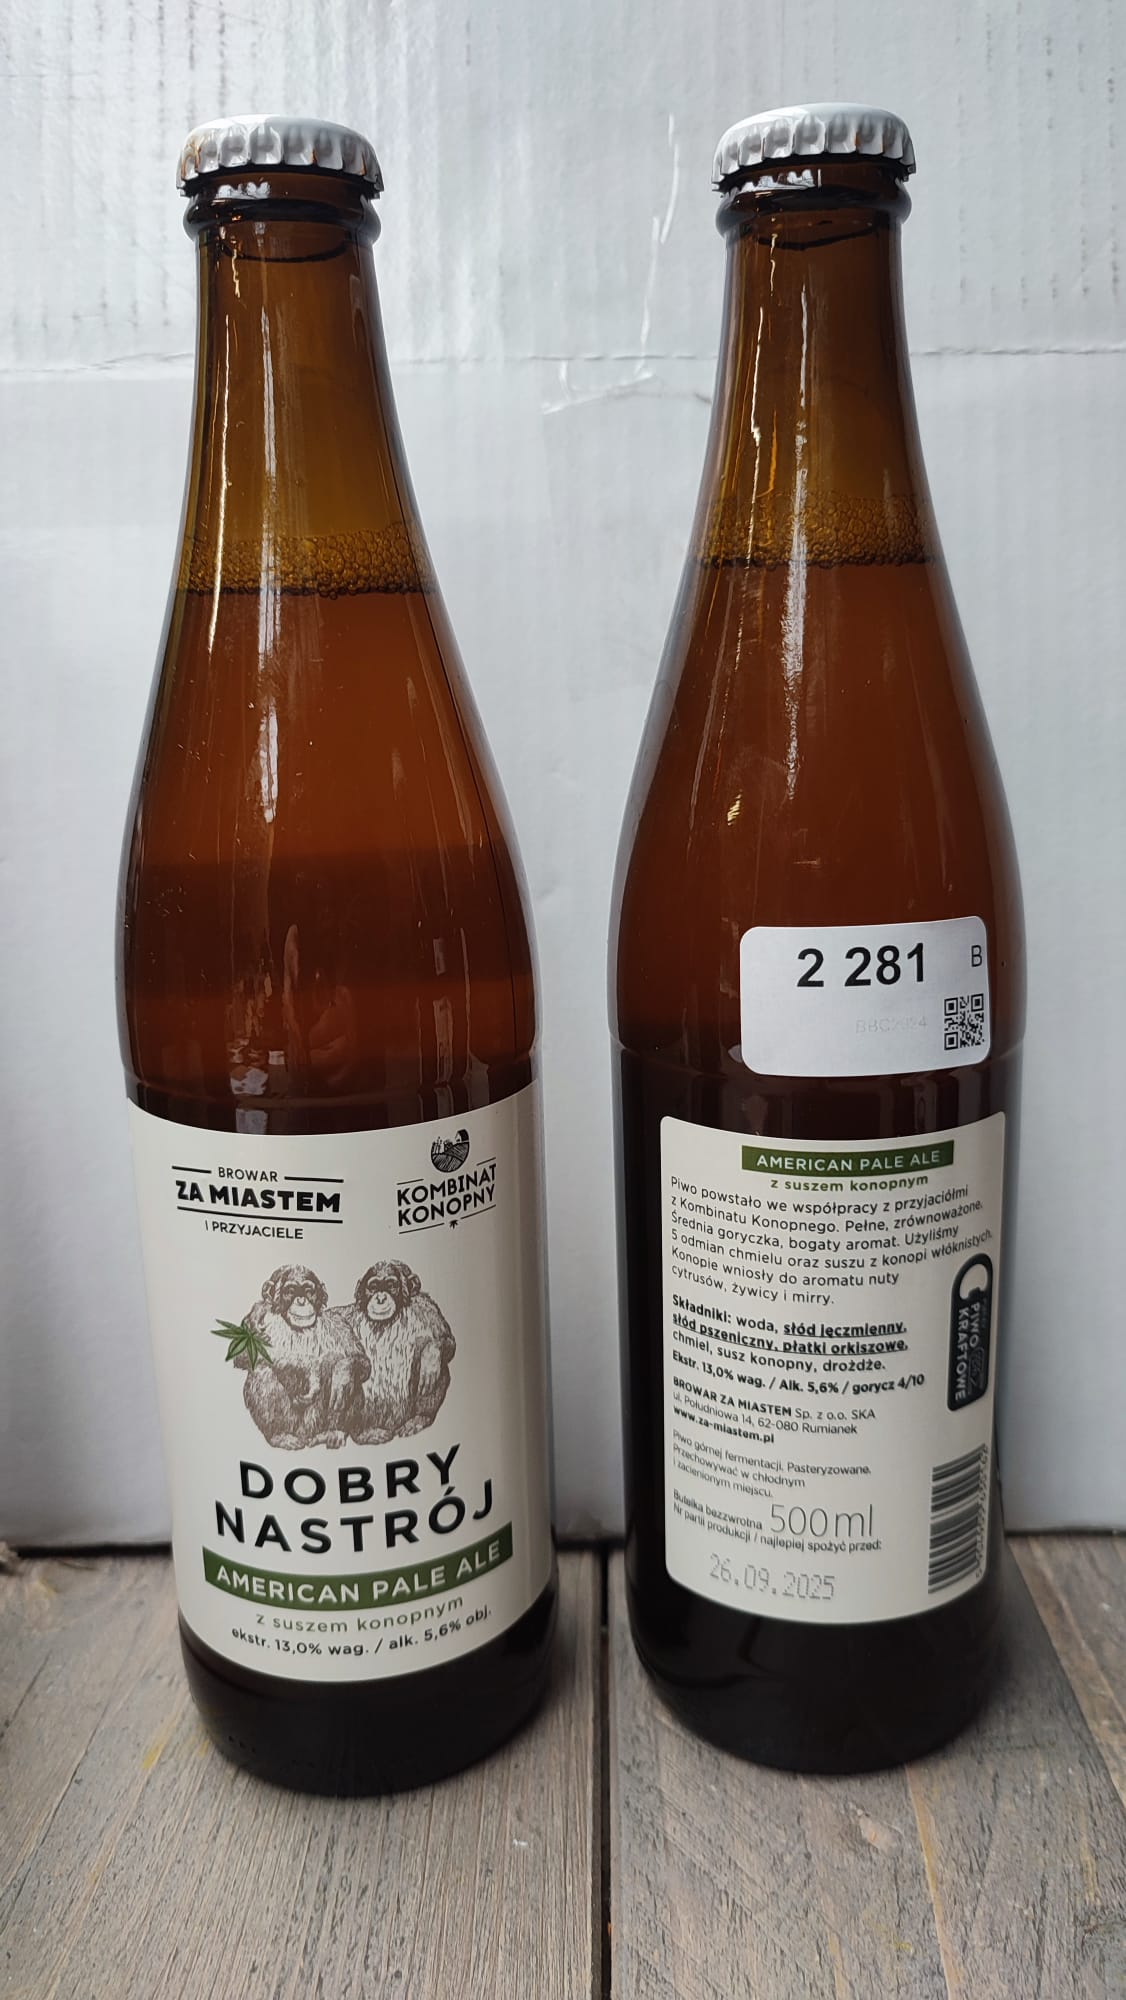 BROWAR
ZA MIASTEM
I PRZYJACIELE
KOMBINAT
KONOPNY
DOBRY
NASTRÓJ
AMERICAN PALE ALE
z suszem konopnym
ekstr. 13,0% wag. / alk. 5,6% obj.
2 281
B
BBC2024
AMERICAN PALE ALE
z suszem konopnym
Piwo powstało we współpracy z przyjaciółmi
z Kombinatu Konopnego. Pełne, zrównoważone.
Średnia goryczka, bogaty aromat. Użyliśmy
5 odmian chmielu oraz suszu z konopi włóknistych.
Konopie wniosły do aromatu nuty
cytrusów, żywicy i mirry.
Składniki: woda, słód jęczmienny,
słód pszeniczny, płatki orkiszowe,
chmiel, susz konopny, drożdże.
Ekstr. 13,0% wag. / Alk. 5,6% / gorycz 4/10
BROWAR ZA MIASTEM Sp. z o.o. SKA
ul. Południowa 14, 62-080 Rumianek
www.za-miastem.pl
Piwo górnej fermentacji. Pasteryzowane.
Przechowywać w chłodnym
i zacienionym miejscu.
Butelka bezzwrotna 500ml
Nr partii produkcji / najlepiej spożyć przed:
26.09.2025
PIWO
KRAFTOWE